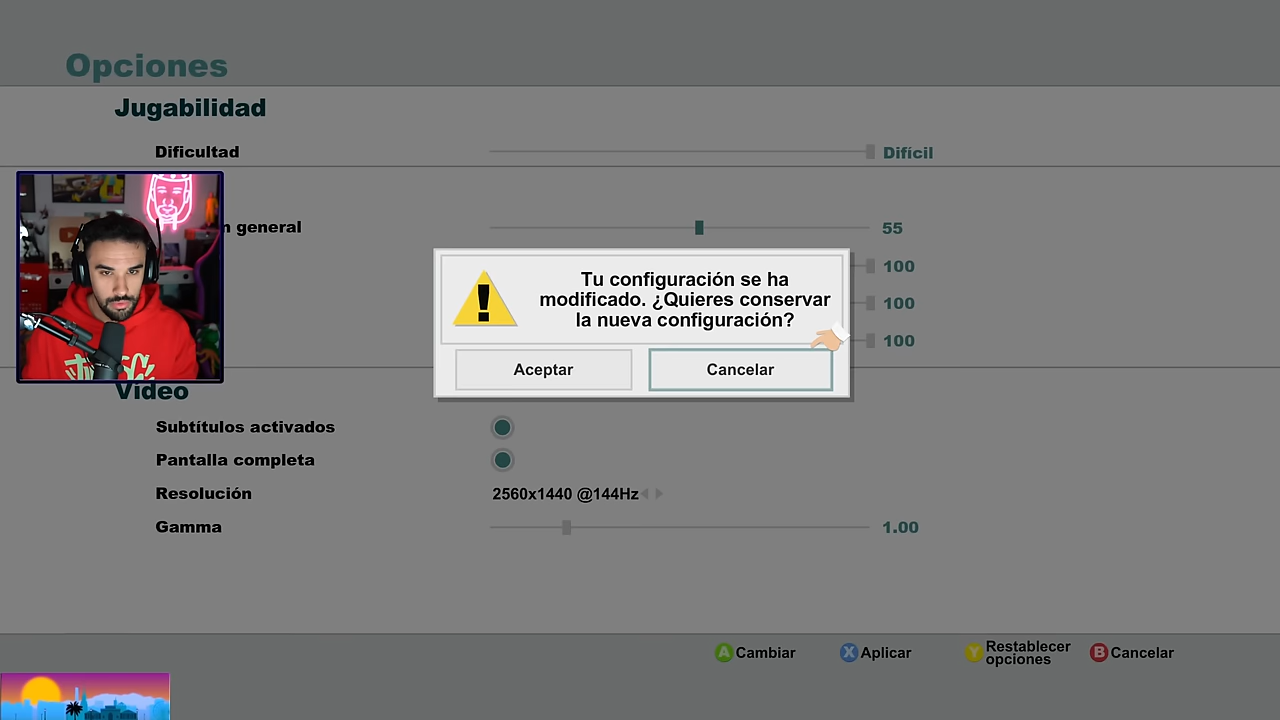 Opciones
Jugabilidad
Dificultad
Difícil
n general
55
100
100
100
Tu configuración se ha
modificado. ¿Quieres conservar
la nueva configuración?
Aceptar
Cancelar
Vídeo
Subtítulos activados
Pantalla completa
Resolución
2560x1440 @144Hz
Gamma
1.00
A Cambiar
X Aplicar
Y Restablecer
opciones
B Cancelar